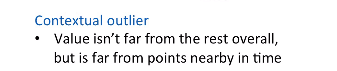 Contextual outlier
• Value isn't far from the rest overall,
but is far from points nearby in time